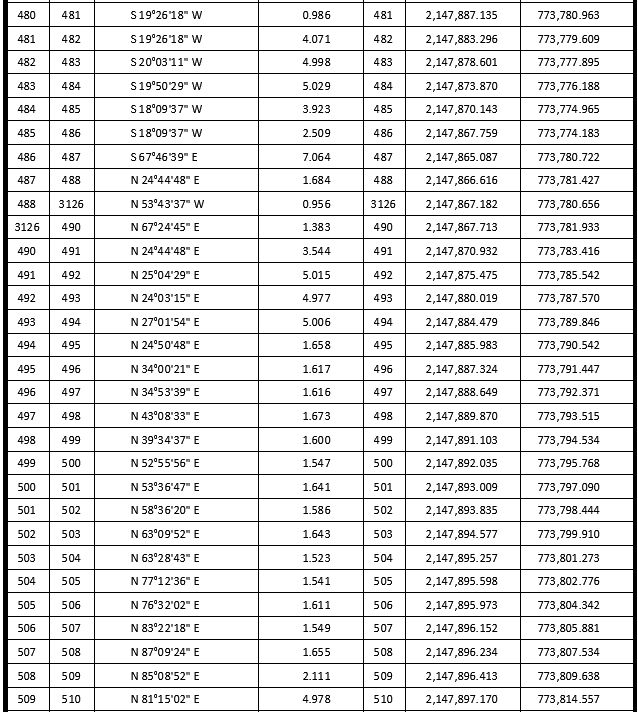 480 481 S 19°26'18" W 0.986 481 2,147,887.135 773,780.963
481 482 S 19°26'18" W 4.071 482 2,147,883.296 773,779.609
482 483 S 20°03'11" W 4.998 483 2,147,878.601 773,777.895
483 484 S 19°50'29" W 5.029 484 2,147,873.870 773,776.188
484 485 S 18°09'37" W 3.923 485 2,147,870.143 773,774.965
485 486 S 18°09'37" W 2.509 486 2,147,867.759 773,774.183
486 487 S 67°46'39" E 7.064 487 2,147,865.087 773,780.722
487 488 N 24°44'48" E 1.684 488 2,147,866.616 773,781.427
488 3126 N 53°43'37" W 0.956 3126 2,147,867.182 773,780.656
3126 490 N 67°24'45" E 1.383 490 2,147,867.713 773,781.933
490 491 N 24°44'48" E 3.544 491 2,147,870.932 773,783.416
491 492 N 25°04'29" E 5.015 492 2,147,875.475 773,785.542
492 493 N 24°03'15" E 4.977 493 2,147,880.019 773,787.570
493 494 N 27°01'54" E 5.006 494 2,147,884.479 773,789.846
494 495 N 24°50'48" E 1.658 495 2,147,885.983 773,790.542
495 496 N 34°00'21" E 1.617 496 2,147,887.324 773,791.447
496 497 N 34°53'39" E 1.616 497 2,147,888.649 773,792.371
497 498 N 43°08'33" E 1.673 498 2,147,889.870 773,793.515
498 499 N 39°34'37" E 1.600 499 2,147,891.103 773,794.534
499 500 N 52°55'56" E 1.547 500 2,147,892.035 773,795.768
500 501 N 53°36'47" E 1.641 501 2,147,893.009 773,797.090
501 502 N 58°36'20" E 1.586 502 2,147,893.835 773,798.444
502 503 N 63°09'52" E 1.643 503 2,147,894.577 773,799.910
503 504 N 63°28'43" E 1.523 504 2,147,895.257 773,801.273
504 505 N 77°12'36" E 1.541 505 2,147,895.598 773,802.776
505 506 N 76°32'02" E 1.611 506 2,147,895.973 773,804.342
506 507 N 83°22'18" E 1.549 507 2,147,896.152 773,805.881
507 508 N 87°09'24" E 1.655 508 2,147,896.234 773,807.534
508 509 N 85°08'52" E 2.111 509 2,147,896.413 773,809.638
509 510 N 81°15'02" E 4.978 510 2,147,897.170 773,814.557